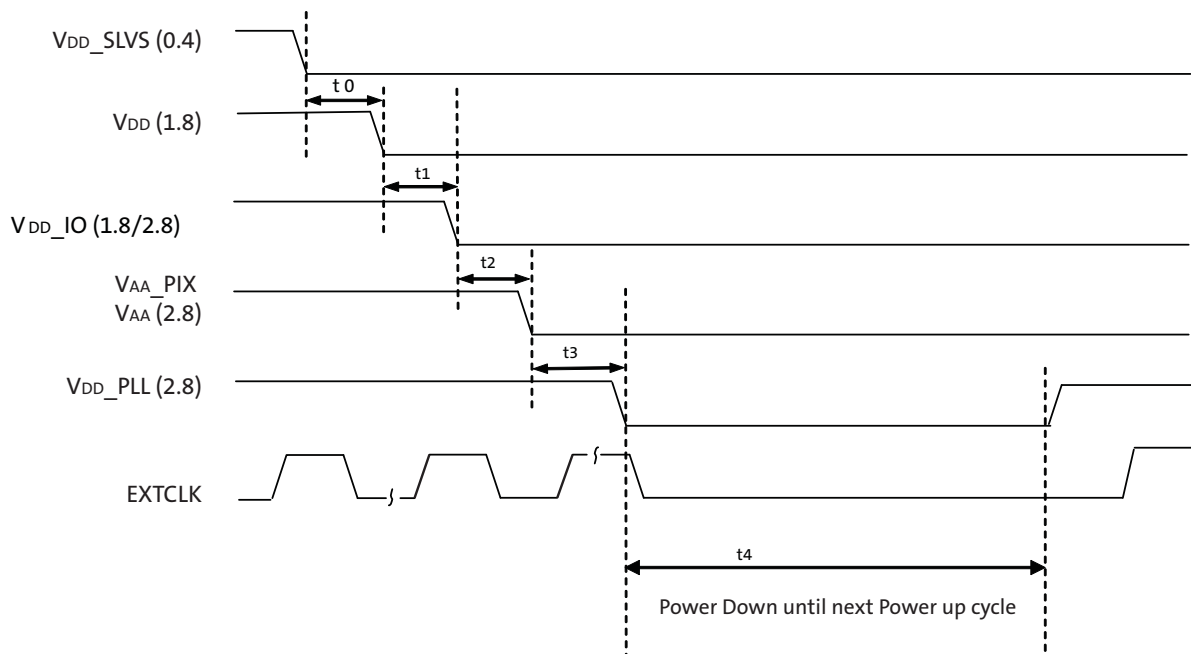 VDD_SLVS (0.4)
t 0
VDD (1.8)
t1
VDD_IO (1.8/2.8)
t2
VAA_PIX
VAA (2.8)
t3
VDD_PLL (2.8)
EXTCLK
t4
Power Down until next Power up cycle